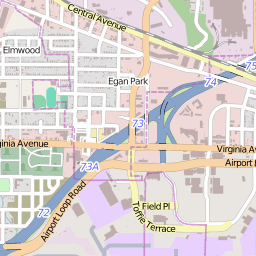 Central Avenue
75
Elmwood
Egan Park
74
73
ginia Avenue
Virginia Av
73A
Airport
Airport Loop Road
72
Field Pl
Toffie Terrace